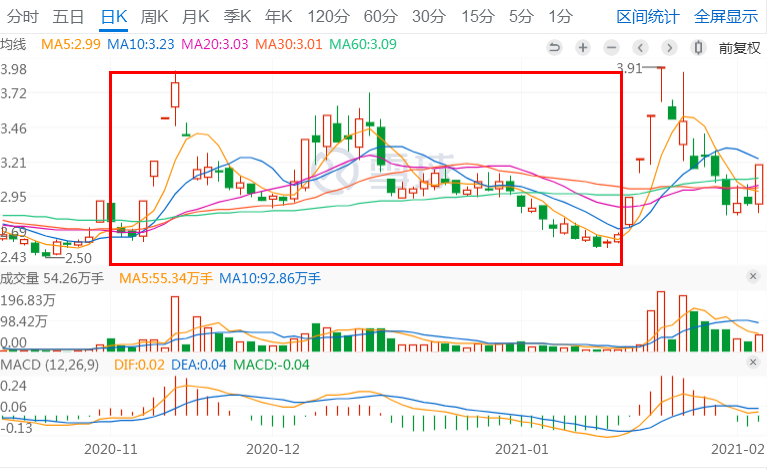 分时 五日 日K 周K 月K 季K 年K 120分 60分 30分 15分 5分 1分 区间统计 全屏显示
均线 MA5:2.99 MA10:3.23 MA20:3.03 MA30:3.01 MA60:3.09 前复权
3.98
3.91
3.72
3.46
3.21
2.95
2.69
2.43
2.50
雪球
成交量 54.26万手 MA5:55.34万手 MA10:92.86万手
196.83万
98.42万
0.00
MACD (12,26,9) DIF:0.02 DEA:0.04 MACD:-0.04
0.24
0.06
-0.13
2020-11 2020-12 2021-01 2021-02